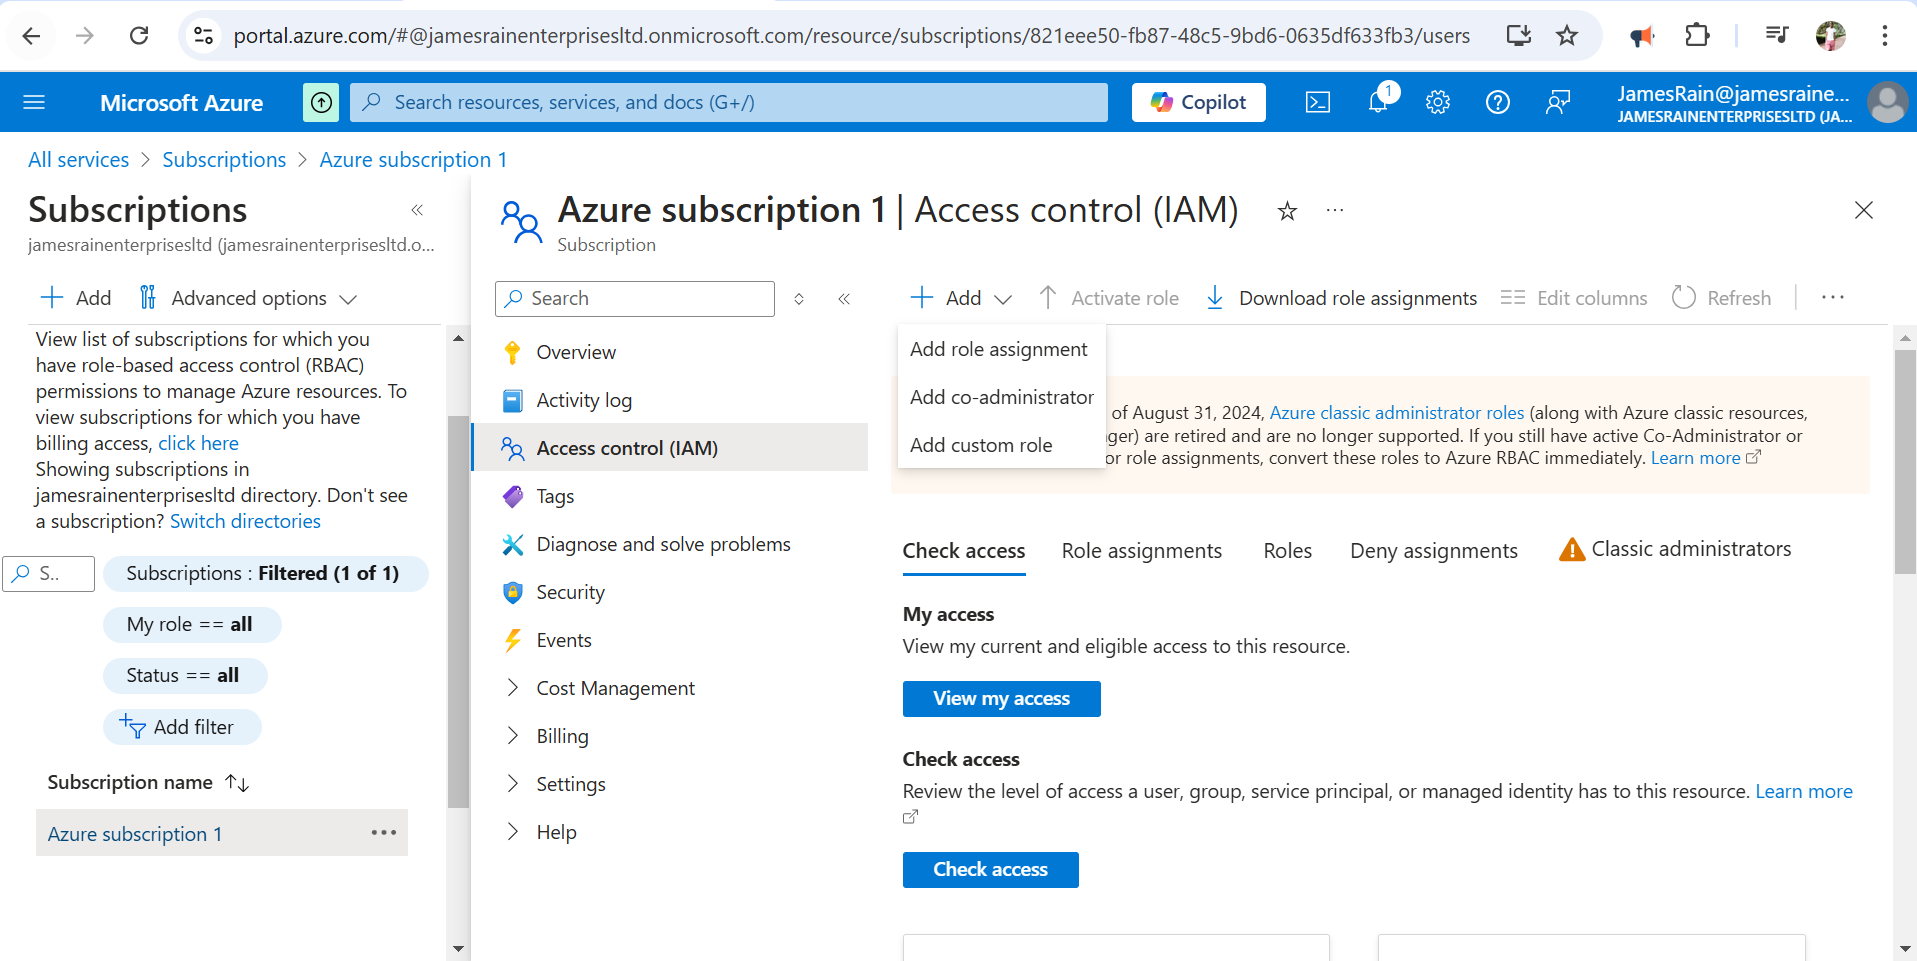 portal.azure.com/#@jamesrainenterprisesltd.onmicrosoft.com/resource/subscriptions/821eee50-fb87-48c5-9bd6-0635df633fb3/users
Microsoft Azure
Search resources, services, and docs (G+/)
Copilot
1
JamesRain@jamesraine...
JAMESRAINENTERPRISESLTD (JA...
All services > Subscriptions > Azure subscription 1
Subscriptions
jamesrainenterprisesltd (jamesrainenterprisesltd.o...
Add
Advanced options
View list of subscriptions for which you
have role-based access control (RBAC)
permissions to manage Azure resources. To
view subscriptions for which you have
billing access, click here
Showing subscriptions in
jamesrainenterprisesltd directory. Don't see
a subscription? Switch directories
S..
Subscriptions : Filtered (1 of 1)
My role == all
Status == all
Add filter
Subscription name
Azure subscription 1
Azure subscription 1 | Access control (IAM)
Subscription
Search
Overview
Activity log
Access control (IAM)
Tags
Diagnose and solve problems
Security
Events
Cost Management
Billing
Settings
Help
Add
Activate role
Download role assignments
Edit columns
Refresh
Add role assignment
Add co-administrator
Add custom role
of August 31, 2024, Azure classic administrator roles (along with Azure classic resources,
ger) are retired and are no longer supported. If you still have active Co-Administrator or
or role assignments, convert these roles to Azure RBAC immediately. Learn more
Check access
Role assignments
Roles
Deny assignments
Classic administrators
My access
View my current and eligible access to this resource.
View my access
Check access
Review the level of access a user, group, service principal, or managed identity has to this resource. Learn more
Check access